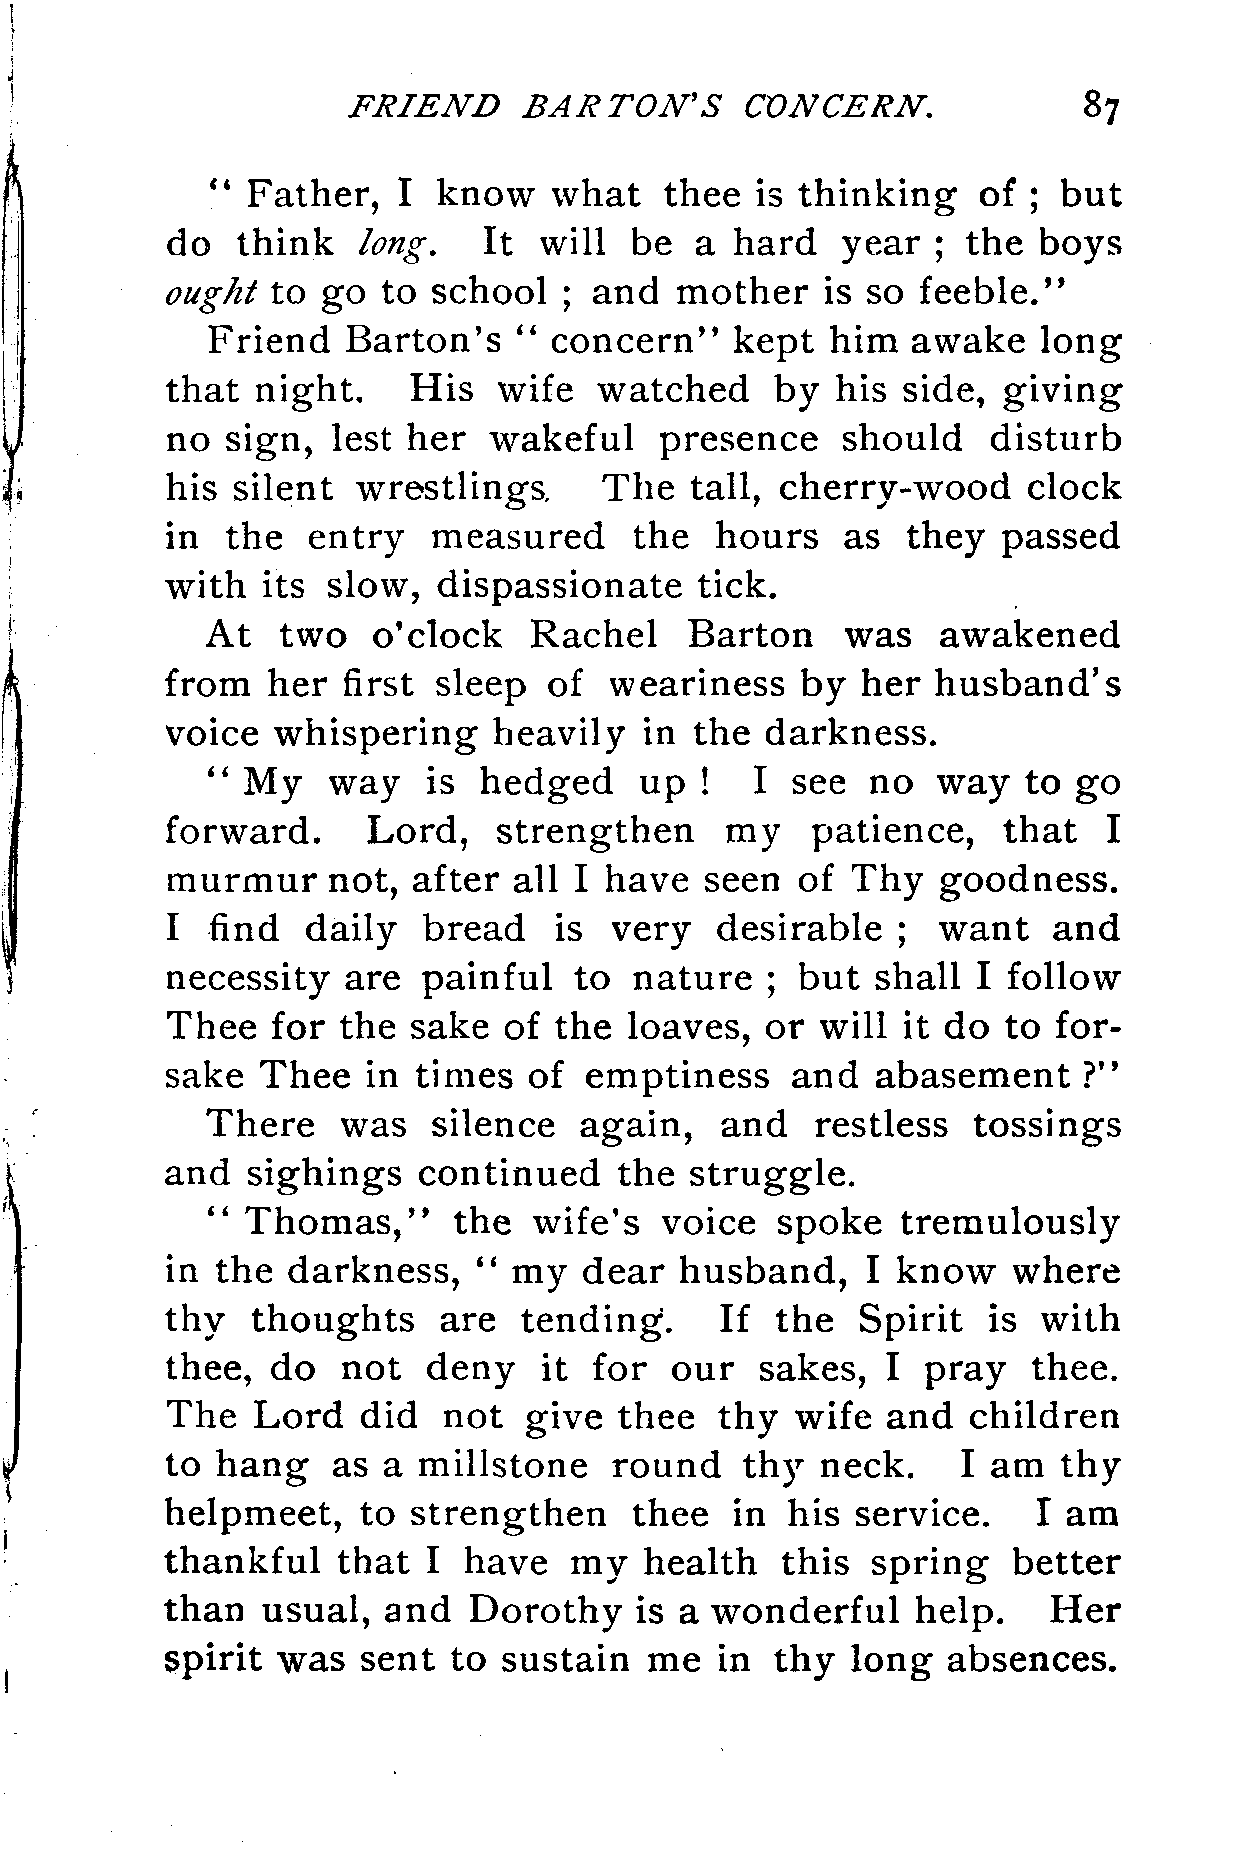 FRIEND BARTON'S CONCERN. 87
" Father, I know what thee is thinking of ; but
do think long. It will be a hard year ; the boys
ought to go to school ; and mother is so feeble."
Friend Barton's " concern" kept him awake long
that night. His wife watched by his side, giving
no sign, lest her wakeful presence should disturb
his silent wrestlings. The tall, cherry-wood clock
in the entry measured the hours as they passed
with its slow, dispassionate tick.
At two o'clock Rachel Barton was awakened
from her first sleep of weariness by her husband's
voice whispering heavily in the darkness.
" My way is hedged up ! I see no way to go
forward. Lord, strengthen my patience, that I
murmur not, after all I have seen of Thy goodness.
I find daily bread is very desirable ; want and
necessity are painful to nature ; but shall I follow
Thee for the sake of the loaves, or will it do to for-
sake Thee in times of emptiness and abasement ?"
There was silence again, and restless tossings
and sighings continued the struggle.
" Thomas," the wife's voice spoke tremulously
in the darkness, " my dear husband, I know where
thy thoughts are tending. If the Spirit is with
thee, do not deny it for our sakes, I pray thee.
The Lord did not give thee thy wife and children
to hang as a millstone round thy neck. I am thy
helpmeet, to strengthen thee in his service. I am
thankful that I have my health this spring better
than usual, and Dorothy is a wonderful help. Her
spirit was sent to sustain me in thy long absences.